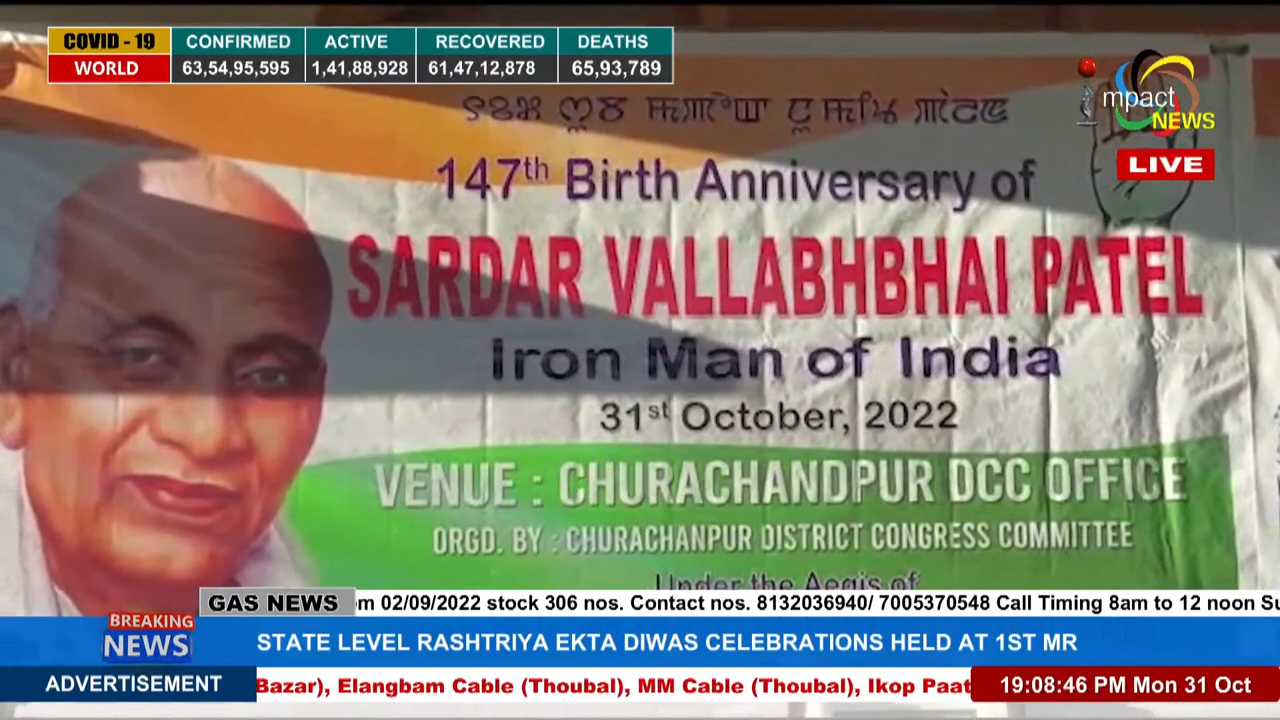 COVID - 19 CONFIRMED ACTIVE RECOVERED DEATHS
WORLD 63,54,95,595 1,41,88,928 61,47,12,878 65,93,789
mpact
NEWS
LIVE
147th Birth Anniversary of
SARDAR VALLABHBHAI PATEL
Iron Man of India
31st October, 2022
VENUE : CHURACHANDPUR DCC OFFICE
ORGD. BY : CHURACHANPUR DISTRICT CONGRESS COMMITTEE
Under the Aegis of
GAS NEWS m 02/09/2022 stock 306 nos. Contact nos. 8132036940/ 7005370548 Call Timing 8am to 12 noon Su
BREAKING
NEWS
STATE LEVEL RASHTRIYA EKTA DIWAS CELEBRATIONS HELD AT 1ST MR
ADVERTISEMENT Bazar), Elangbam Cable (Thoubal), MM Cable (Thoubal), Ikop Paat 19:08:46 PM Mon 31 Oct